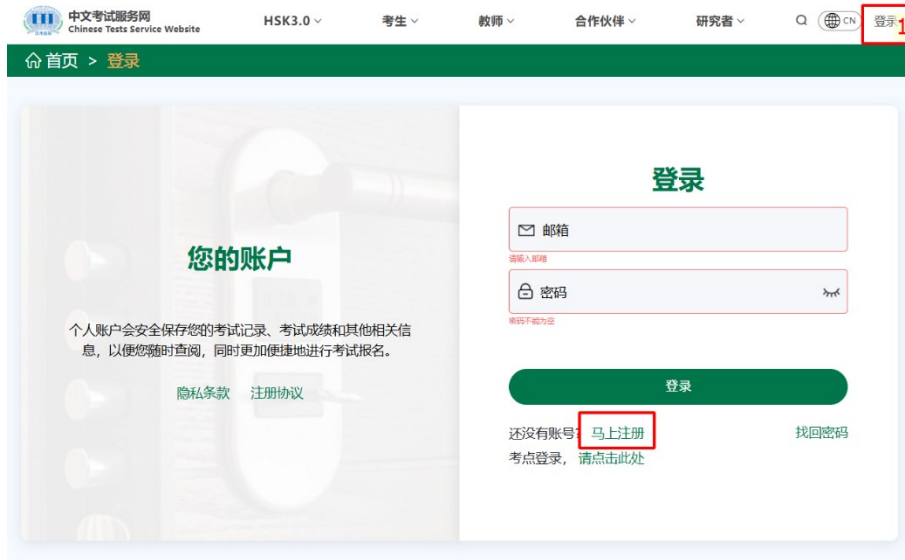 中文考试服务网
Chinese Tests Service Website
HSK3.0 考生 教师 合作伙伴 研究者 CN 登录
1
首页 > 登录
您的账户
个人账户会安全保存您的考试记录、考试成绩和其他相关信
息，以便您随时查阅，同时更加便捷地进行考试报名。
隐私条款 注册协议
登录
邮箱
请输入邮箱
密码
密码不能为空
登录
还没有账号? 马上注册 找回密码
考点登录， 请点击此处